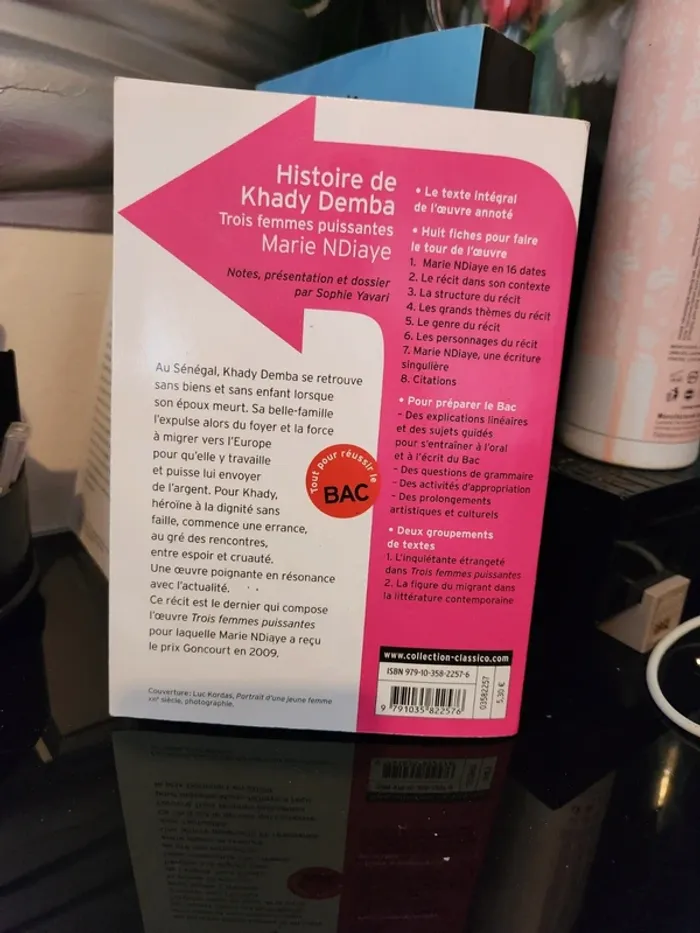 Histoire de
Khady Demba
Trois femmes puissantes
Marie NDiaye
Notes, présentation et dossier
par Sophie Yavari
Au Sénégal, Khady Demba se retrouve
sans biens et sans enfant lorsque
son époux meurt. Sa belle-famille
l'expulse alors du foyer et la force
à migrer vers l'Europe
pour qu'elle y travaille
et puisse lui envoyer
de l'argent. Pour Khady,
héroïne à la dignité sans
faille, commence une errance,
au gré des rencontres,
entre espoir et cruauté.
Une œuvre poignante en résonance
avec l'actualité.
Ce récit est le dernier qui compose
l'œuvre Trois femmes puissantes
pour laquelle Marie NDiaye a reçu
le prix Goncourt en 2009.
Couverture : Luc Kordas, Portrait d'une jeune femme
XXIe siècle, photographie.
Tout pour réussir le
BAC
• Le texte intégral
de l'œuvre annoté
• Huit fiches pour faire
le tour de l'œuvre
1. Marie NDiaye en 16 dates
2. Le récit dans son contexte
3. La structure du récit
4. Les grands thèmes du récit
5. Le genre du récit
6. Les personnages du récit
7. Marie NDiaye, une écriture
singulière
8. Citations
• Pour préparer le Bac
- Des explications linéaires
et des sujets guidés
pour s'entraîner à l'oral
et à l'écrit du Bac
- Des questions de grammaire
- Des activités d'appropriation
- Des prolongements
artistiques et culturels
• Deux groupements
de textes
1. L'inquiétante étrangeté
dans Trois femmes puissantes
2. La figure du migrant dans
la littérature contemporaine
www.collection-classico.com
ISBN 979-10-358-2257-6
9 791035 822576
03582257
5,30 €